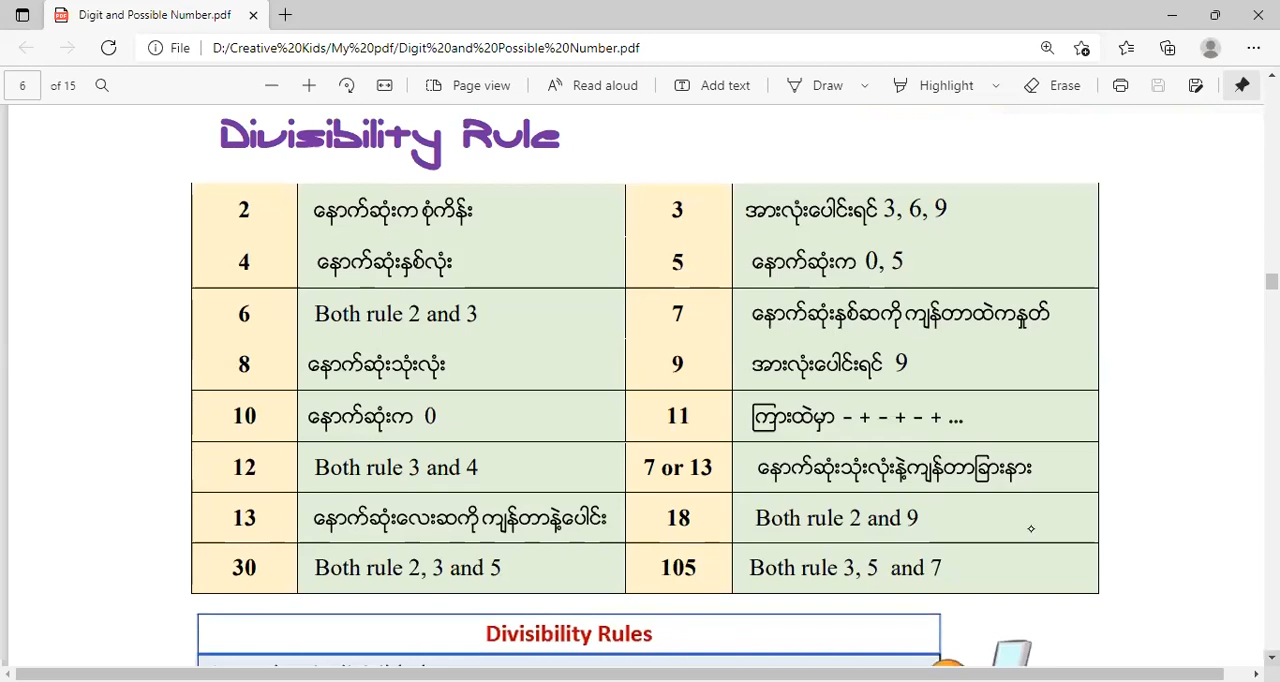 Digit and Possible Number.pdf
File D:/Creative%20Kids/My%20pdf/Digit%20and%20Possible%20Number.pdf
6 of 15 Page view Read aloud Add text Draw Highlight Erase
Divisibility Rule
2 နောက်ဆုံးက စုံကိန်း 3 အားလုံးပေါင်းရင် 3, 6, 9
4 နောက်ဆုံးနှစ်လုံး 5 နောက်ဆုံးက 0, 5
6 Both rule 2 and 3 7 နောက်ဆုံးနှစ်ဆကို ကျန်တာထဲကနှုတ်
8 နောက်ဆုံးသုံးလုံး 9 အားလုံးပေါင်းရင် 9
10 နောက်ဆုံးက 0 11 ကြားထဲမှာ - + - + - + ...
12 Both rule 3 and 4 7 or 13 နောက်ဆုံးသုံးလုံးနဲ့ကျန်တာခြားနား
13 နောက်ဆုံးလေးဆကို ကျန်တာနဲ့ပေါင်း 18 Both rule 2 and 9
30 Both rule 2, 3 and 5 105 Both rule 3, 5 and 7
Divisibility Rules